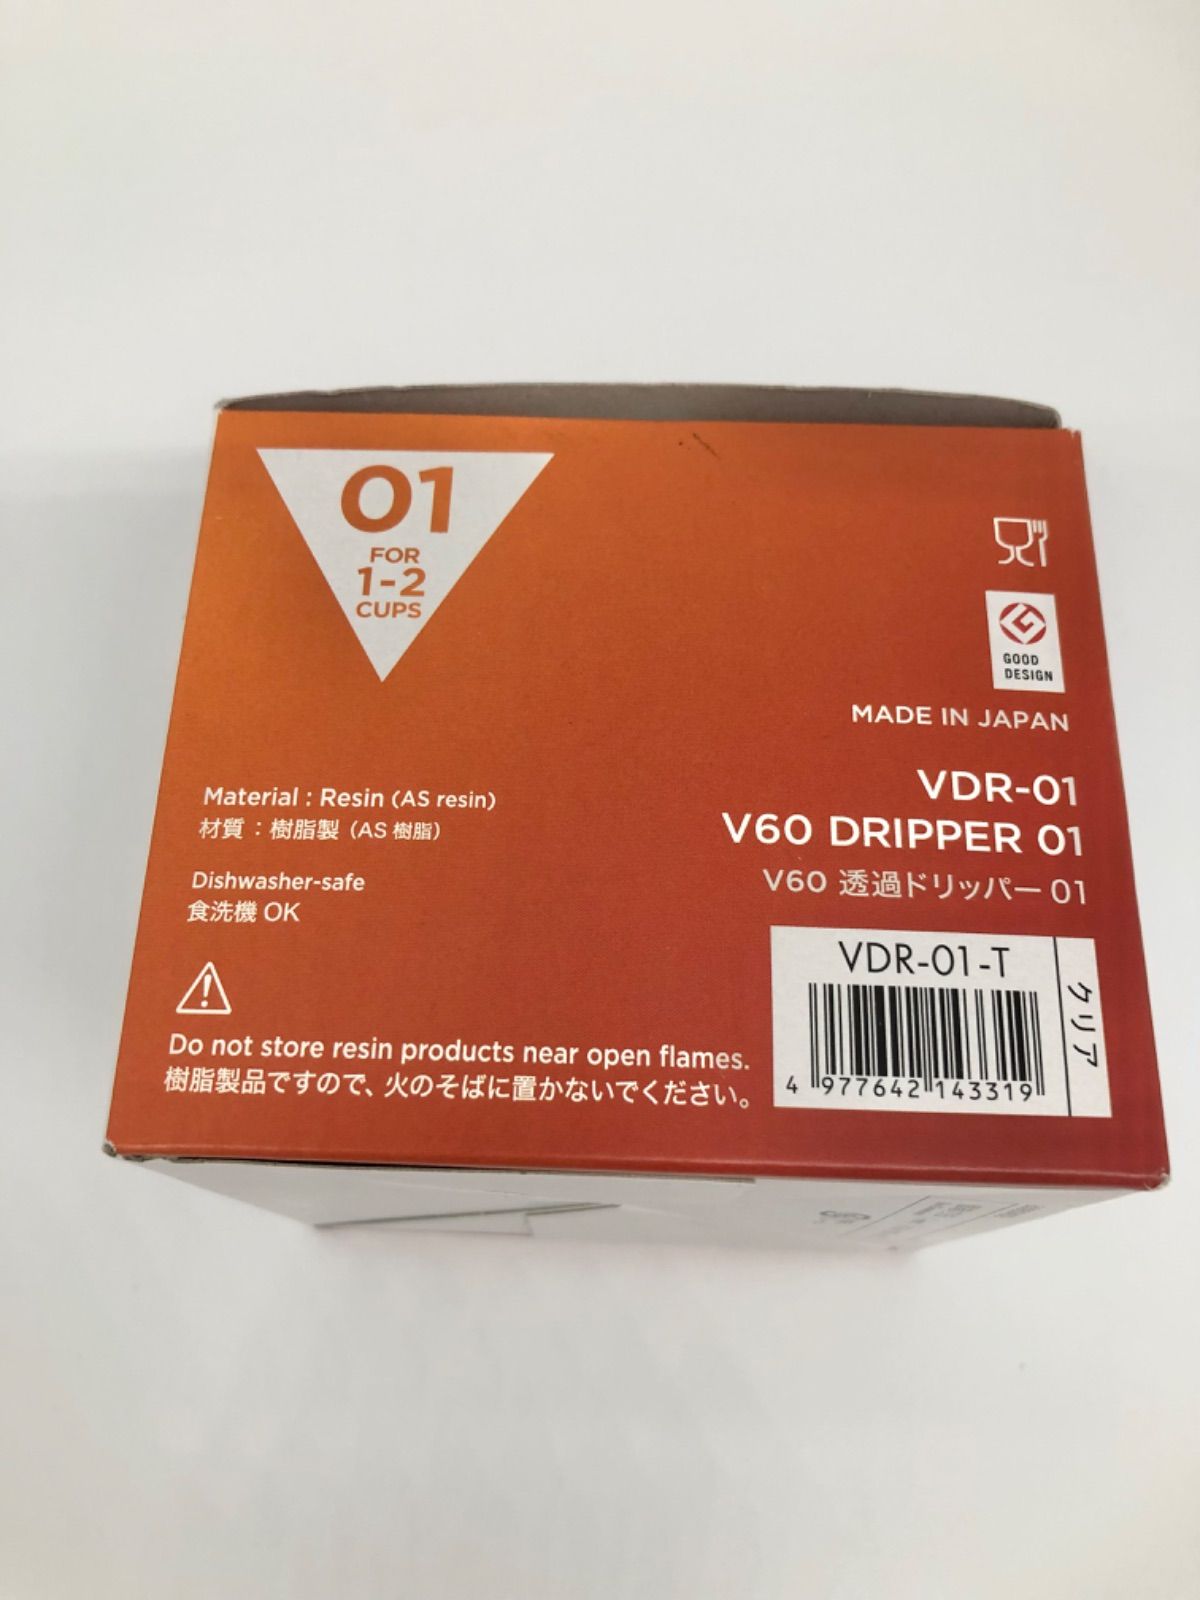 01
FOR
1-2
CUPS
GOOD
DESIGN
MADE IN JAPAN
VDR-01
V60 DRIPPER 01
V60 透過ドリッパー 01
Material : Resin (AS resin)
材質 : 樹脂製 (AS 樹脂)
Dishwasher-safe
食洗機 OK
Do not store resin products near open flames.
樹脂製品ですので、火のそばに置かないでください。
VDR-01-T
クリア
4 977642 143319